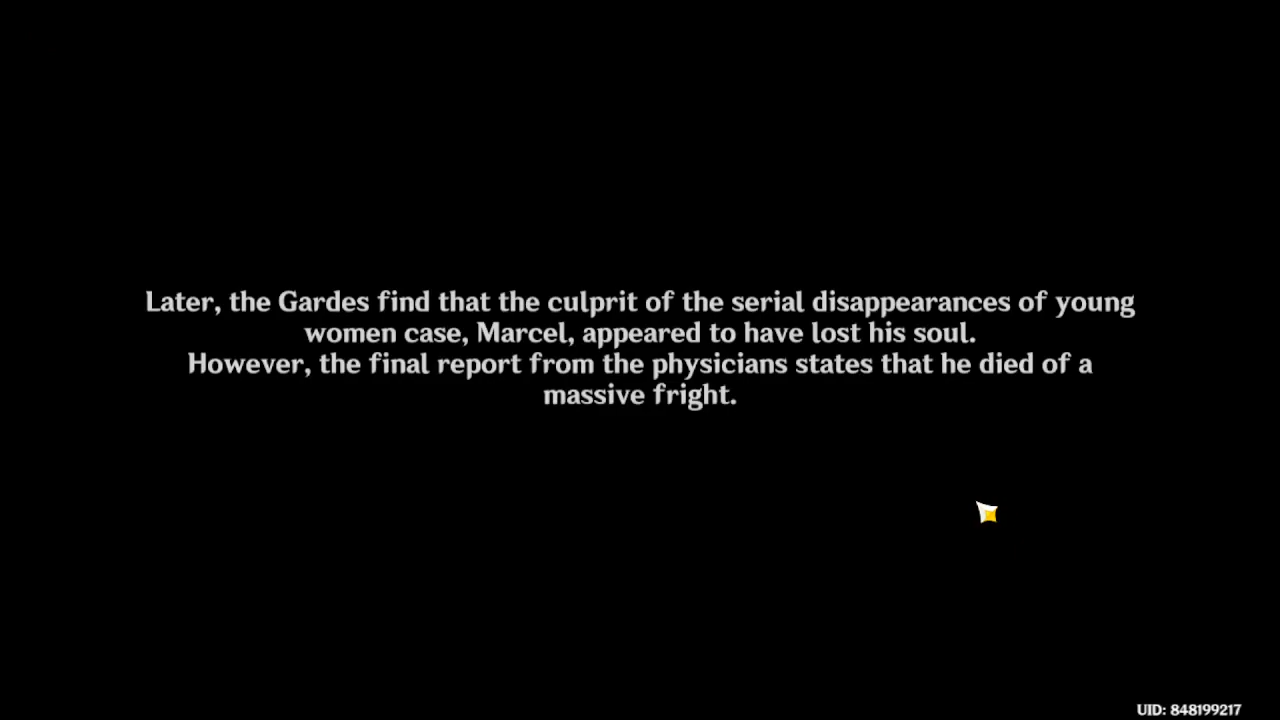 Later, the Gardes find that the culprit of the serial disappearances of young
women case, Marcel, appeared to have lost his soul.
However, the final report from the physicians states that he died of a
massive fright.
UID: 848199217